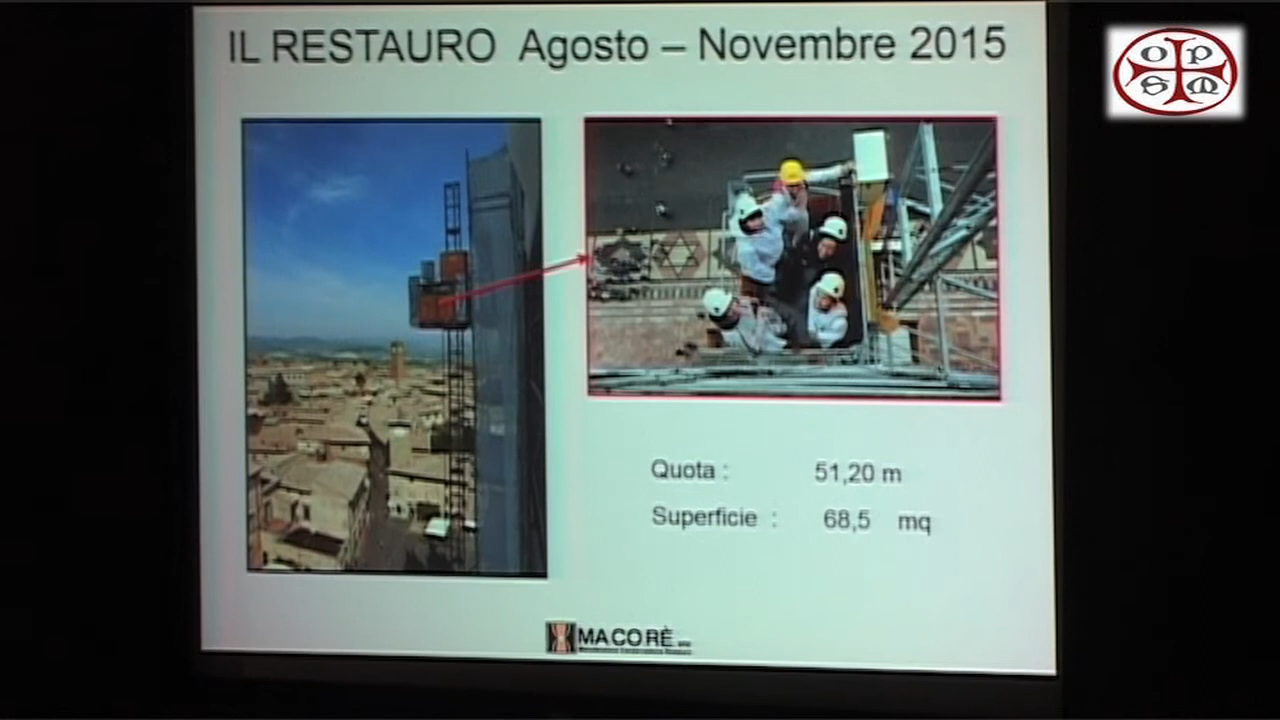 IL RESTAURO Agosto – Novembre 2015
O P
S M
Quota : 51,20 m
Superficie : 68,5 mq
MACORÈ